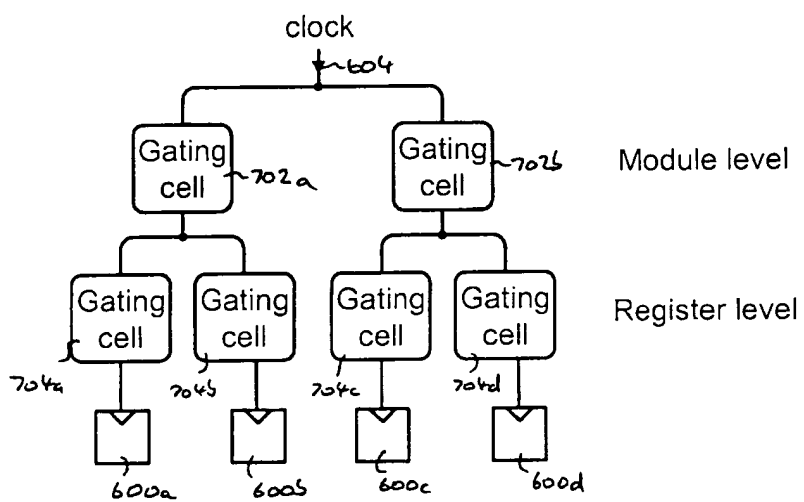 clock
604
Gating cell
702a
Gating cell
702b
Module level
Gating cell
704a
Gating cell
704b
Gating cell
704c
Gating cell
704d
Register level
600a
600b
600c
600d